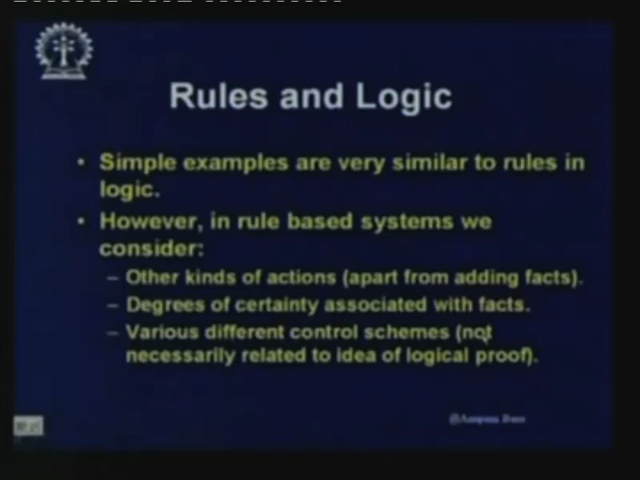 Rules and Logic
• Simple examples are very similar to rules in
logic.
• However, in rule based systems we
consider:
– Other kinds of actions (apart from adding facts).
– Degrees of certainty associated with facts.
– Various different control schemes (not
necessarily related to idea of logical proof).